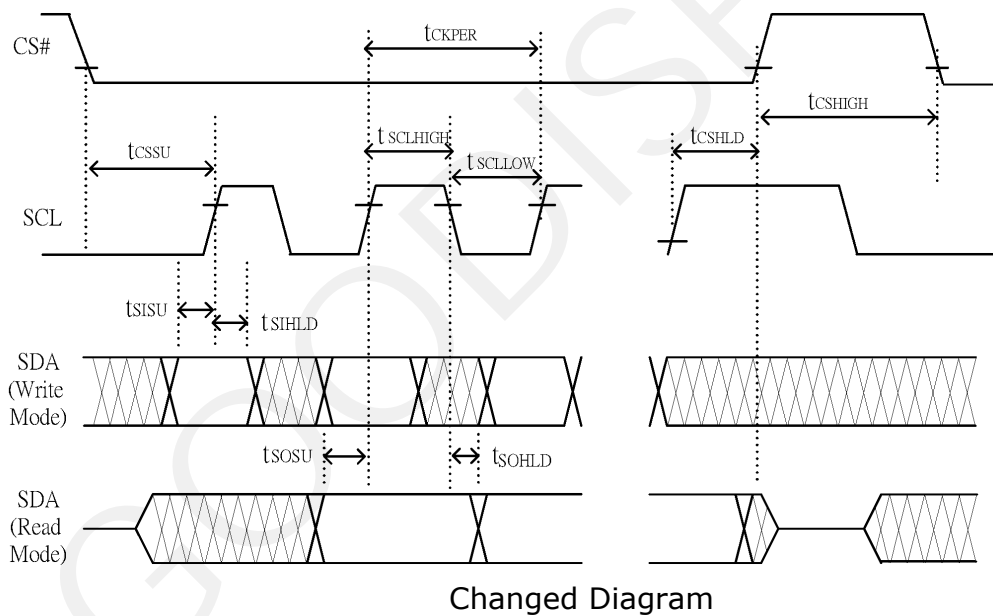 CS#
tCKPER
tCSHIGH
tSCLHIGH
tCSHLD
tCSSU
tSCLLOW
SCL
tSISU
tSIHLD
SDA
(Write
Mode)
tSOSU
tSOHLD
SDA
(Read
Mode)
Changed Diagram
GOODISP